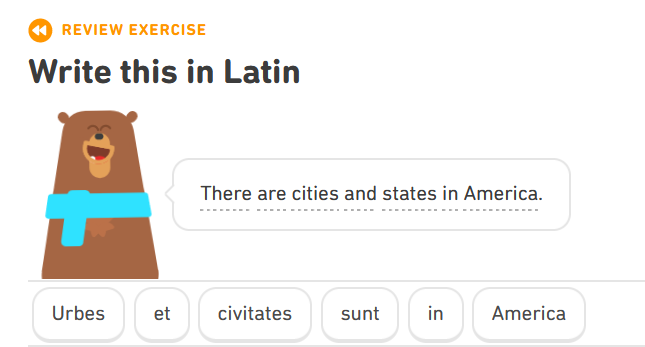 REVIEW EXERCISE
Write this in Latin
There are cities and states in America.
Urbes et civitates sunt in America